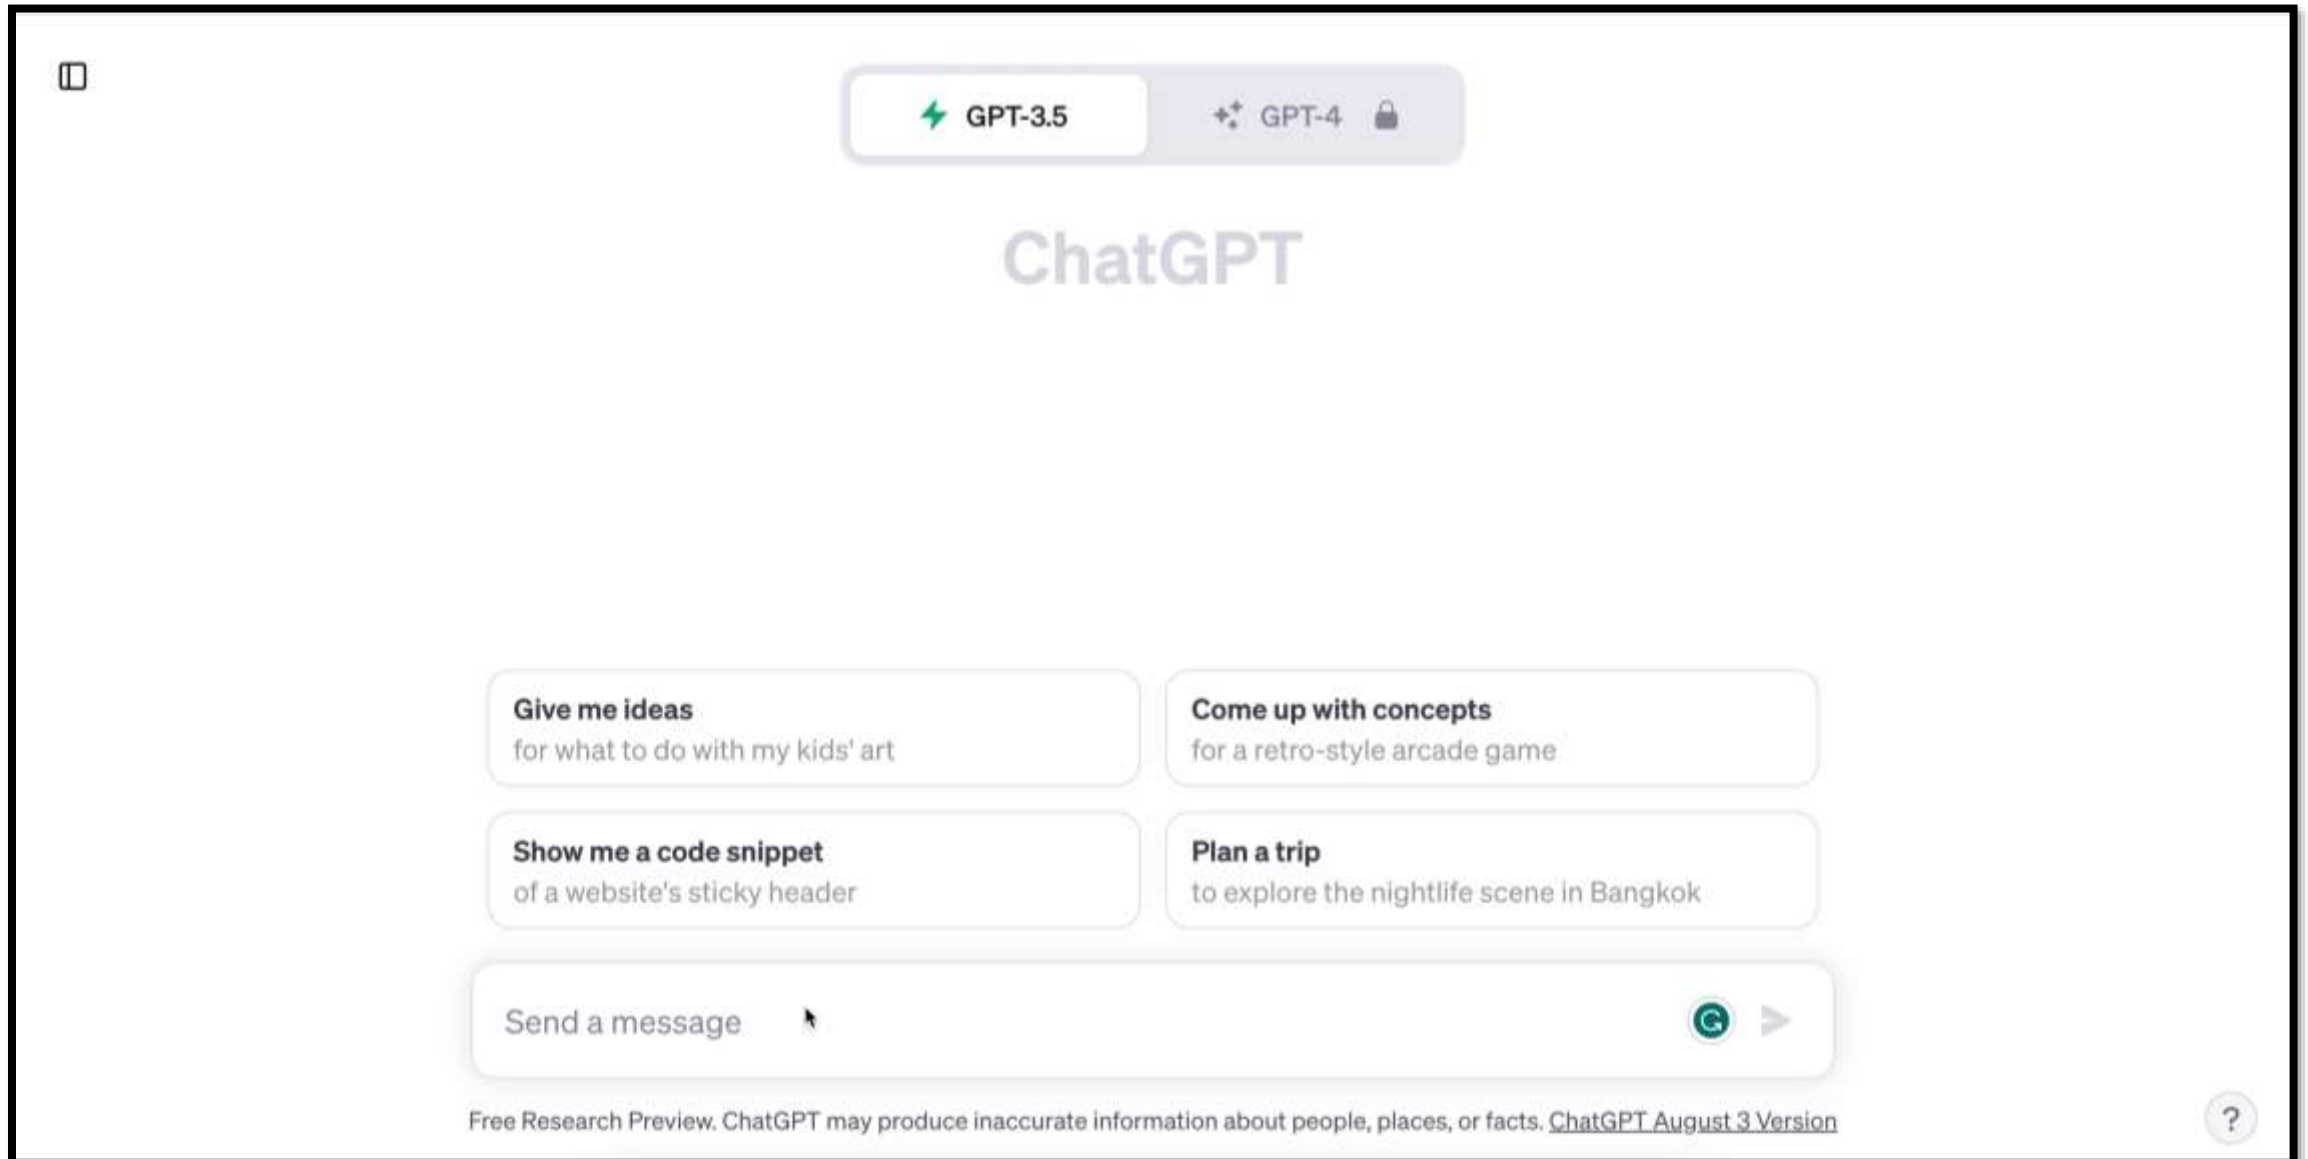 GPT-3.5 GPT-4
ChatGPT
Give me ideas
for what to do with my kids' art
Come up with concepts
for a retro-style arcade game
Show me a code snippet
of a website's sticky header
Plan a trip
to explore the nightlife scene in Bangkok
Send a message
Free Research Preview. ChatGPT may produce inaccurate information about people, places, or facts. ChatGPT August 3 Version
?